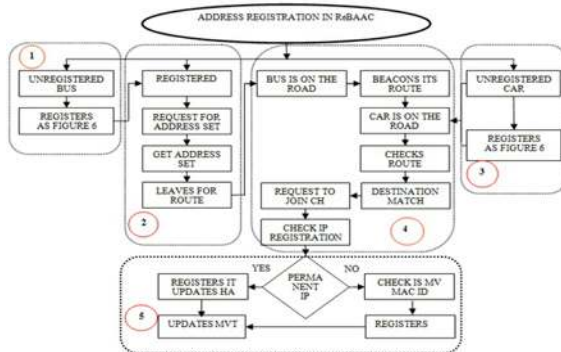 ADDRESS REGISTRATION IN ReBAAC
1
UNREGISTERED
BUS
REGISTERS
AS FIGURE 6
REGISTERED
REQUEST FOR
ADDRESS SET
GET ADDRESS
SET
LEAVES FOR
ROUTE
2
BUS IS ON THE
ROAD
BEACONS ITS
ROUTE
CAR IS ON THE
ROAD
CHECKS
ROUTE
DESTINATION
MATCH
REQUEST TO
JOIN CH
CHECK IP
REGISTRATION
4
UNREGISTERED
CAR
REGISTERS
AS FIGURE 6
3
YES
PERMA
NENT
IP
NO
REGISTERS IT
UPDATES HA
UPDATES MVT
CHECK IS MV
MAC ID
REGISTERS
5